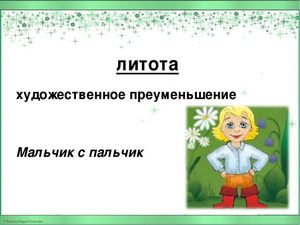 литота
художественное преуменьшение
Мальчик с пальчик